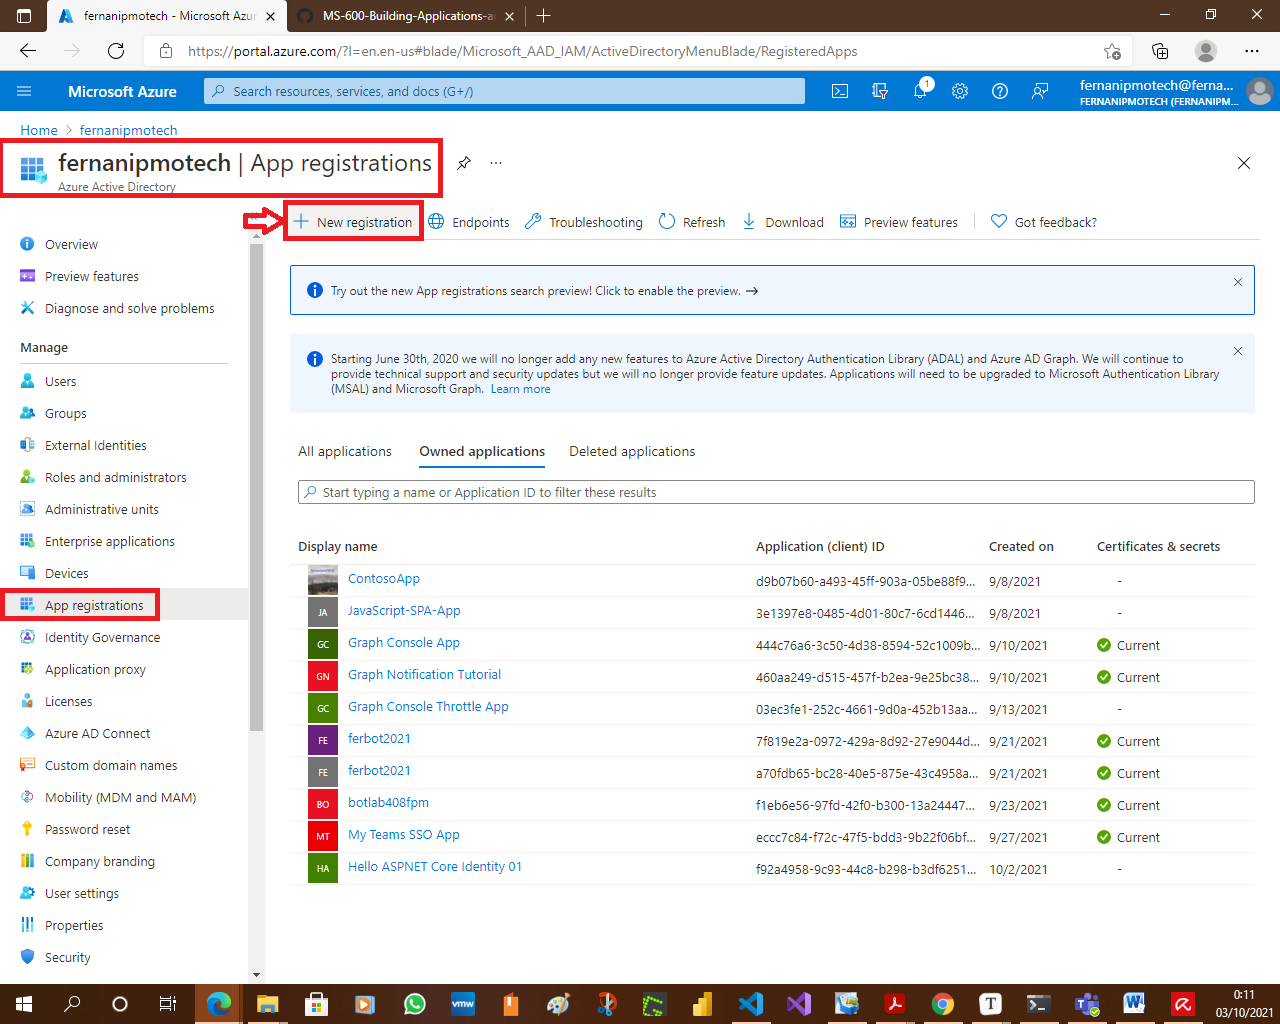 fernanipmotech - Microsoft Azur
MS-600-Building-Applications-a
https://portal.azure.com/?l=en.en-us#blade/Microsoft_AAD_IAM/ActiveDirectoryMenuBlade/RegisteredApps
Microsoft Azure
Search resources, services, and docs (G+/)
1
fernanipmotech@ferna...
FERNANIPMOTECH (FERNANIPM...
Home > fernanipmotech
fernanipmotech | App registrations
Azure Active Directory
New registration
Endpoints
Troubleshooting
Refresh
Download
Preview features
Got feedback?
Overview
Preview features
Diagnose and solve problems
Manage
Users
Groups
External Identities
Roles and administrators
Administrative units
Enterprise applications
Devices
App registrations
Identity Governance
Application proxy
Licenses
Azure AD Connect
Custom domain names
Mobility (MDM and MAM)
Password reset
Company branding
User settings
Properties
Security
Try out the new App registrations search preview! Click to enable the preview. →
Starting June 30th, 2020 we will no longer add any new features to Azure Active Directory Authentication Library (ADAL) and Azure AD Graph. We will continue to
provide technical support and security updates but we will no longer provide feature updates. Applications will need to be upgraded to Microsoft Authentication Library
(MSAL) and Microsoft Graph. Learn more
All applications
Owned applications
Deleted applications
Start typing a name or Application ID to filter these results
Display name Application (client) ID Created on Certificates & secrets
ContosoApp d9b07b60-a493-45ff-903a-05be88f9... 9/8/2021 -
JA JavaScript-SPA-App 3e1397e8-0485-4d01-80c7-6cd1446... 9/8/2021 -
GC Graph Console App 444c76a6-3c50-4d38-8594-52c1009b... 9/10/2021 Current
GN Graph Notification Tutorial 460aa249-d515-457f-b2ea-9e25bc38... 9/10/2021 Current
GC Graph Console Throttle App 03ec3fe1-252c-4661-9d0a-452b13aa... 9/13/2021 -
FE ferbot2021 7f819e2a-0972-429a-8d92-27e9044d... 9/21/2021 Current
FE ferbot2021 a70fdb65-bc28-40e5-875e-43c4958a... 9/21/2021 Current
BO botlab408fpm f1eb6e56-97fd-42f0-b300-13a24447... 9/23/2021 Current
MT My Teams SSO App eccc7c84-f72c-47f5-bdd3-9b22f06bf... 9/27/2021 Current
HA Hello ASPNET Core Identity 01 f92a4958-9c93-44c8-b298-b3df6251... 10/2/2021 -
vmw
T
0:11
03/10/2021